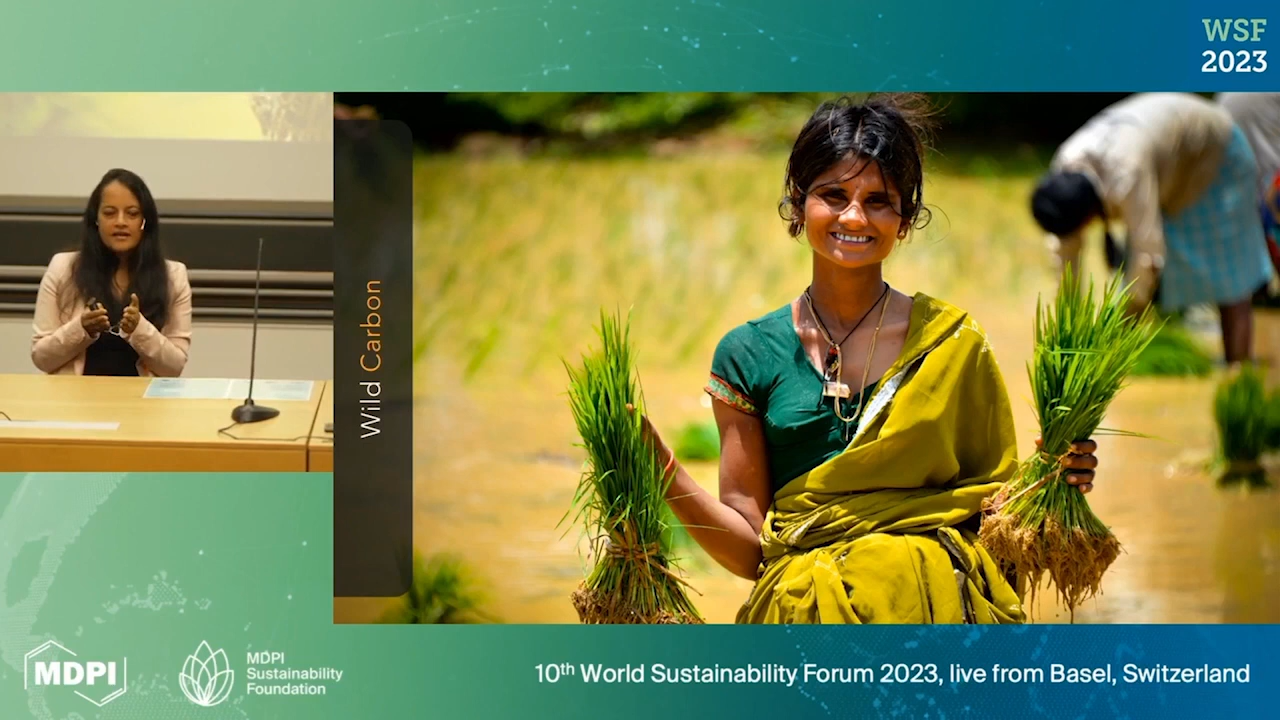 WSF
2023
Wild Carbon
MDPI
MDPI
Sustainability
Foundation
10th World Sustainability Forum 2023, live from Basel, Switzerland